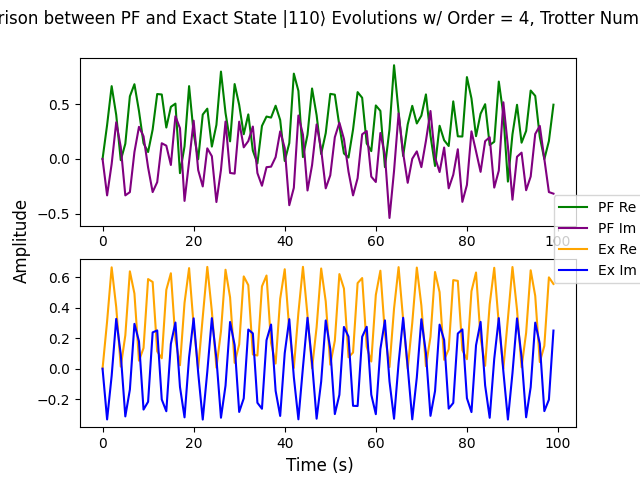 rison between PF and Exact State |110⟩ Evolutions w/ Order = 4, Trotter Num
0.5
0.0
−0.5
0 20 40 60 80 100
PF Re
PF Im
Ex Re
Ex Im
Amplitude
0.6
0.4
0.2
0.0
−0.2
0 20 40 60 80 100
Time (s)